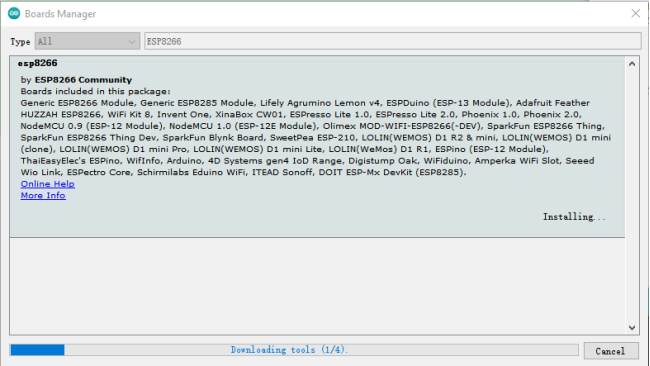 Boards Manager
Type All ESP8266
esp8266
by ESP8266 Community
Boards included in this package:
Generic ESP8266 Module, Generic ESP8285 Module, Lifely Agrumino Lemon v4, ESPDuino (ESP-13 Module), Adafruit Feather
HUZZAH ESP8266, WiFi Kit 8, Invent One, XinaBox CW01, ESPresso Lite 1.0, ESPresso Lite 2.0, Phoenix 1.0, Phoenix 2.0,
NodeMCU 0.9 (ESP-12 Module), NodeMCU 1.0 (ESP-12E Module), Olimex MOD-WIFI-ESP8266(-DEV), SparkFun ESP8266 Thing,
SparkFun ESP8266 Thing Dev, SparkFun Blynk Board, SweetPea ESP-210, LOLIN(WEMOS) D1 R2 & mini, LOLIN(WEMOS) D1 mini
(clone), LOLIN(WEMOS) D1 mini Pro, LOLIN(WEMOS) D1 mini Lite, LOLIN(WeMos) D1 R1, ESPino (ESP-12 Module),
ThaiEasyElec's ESPino, WifInfo, Arduino, 4D Systems gen4 IoD Range, Digistump Oak, WiFiduino, Amperka WiFi Slot, Seeed
Wio Link, ESPectro Core, Schirmilabs Eduino WiFi, ITEAD Sonoff, DOIT ESP-Mx DevKit (ESP8285).
Online Help
More Info
Installing...
Downloading tools (1/4).
Cancel